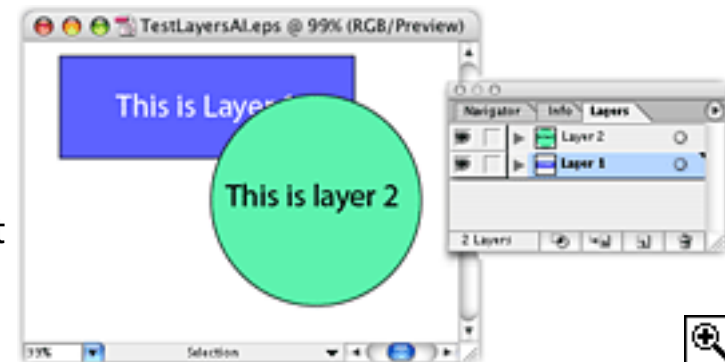 TestLayersAI.eps @ 99% (RGB/Preview)
This is Layer
This is layer 2
99%
Selection
Navigator
Info
Layers
Layer 2
Layer 1
2 Layers
t